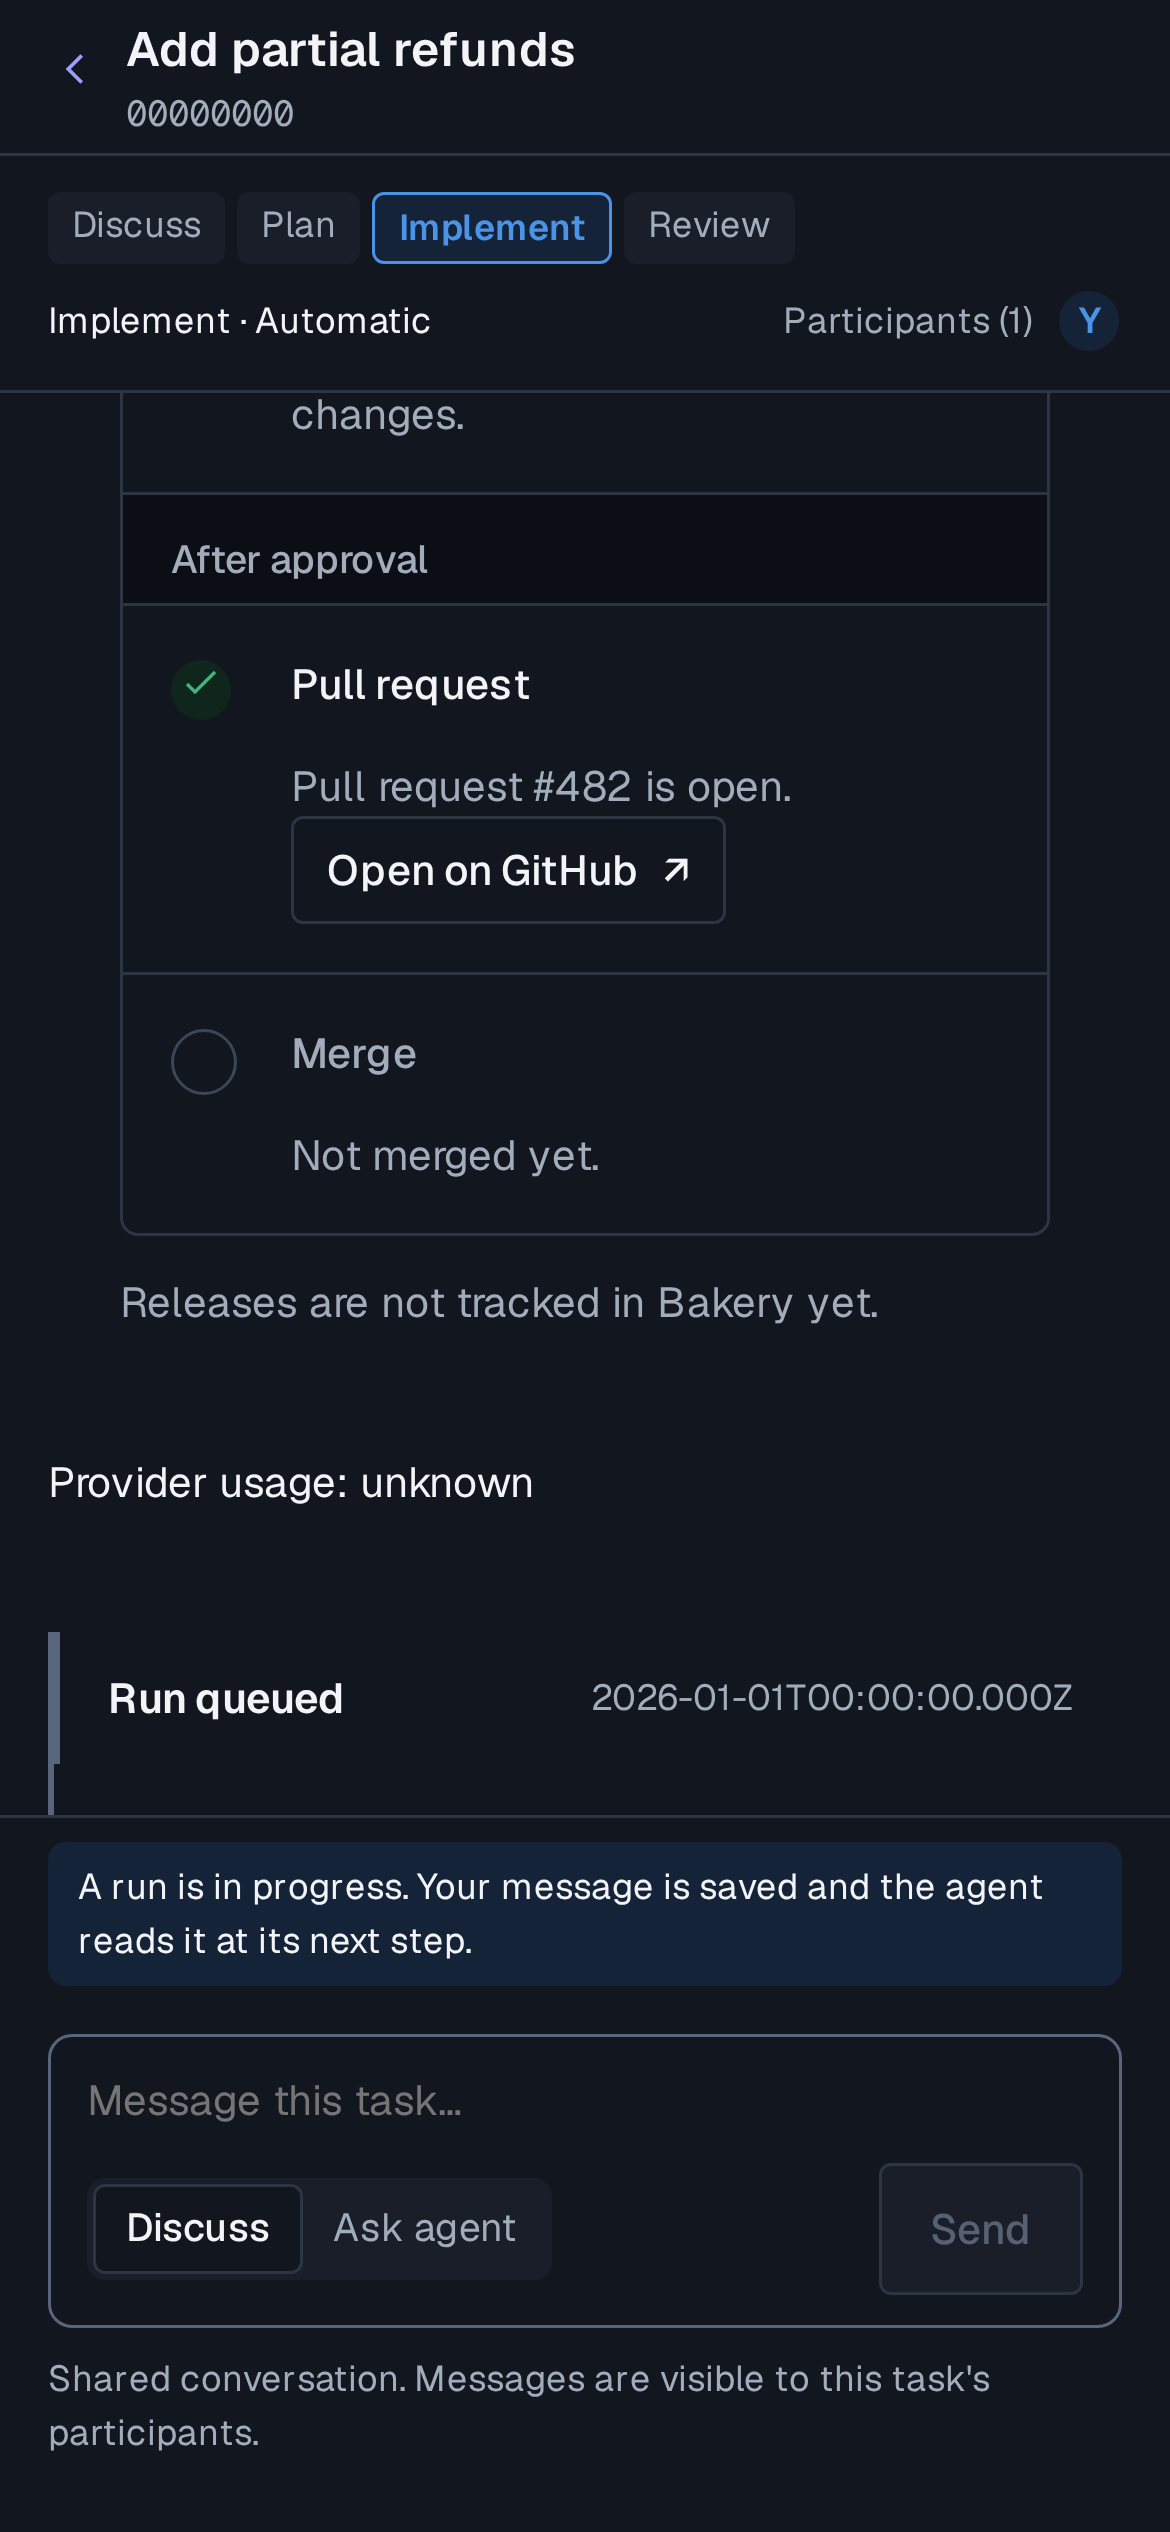 Add partial refunds
00000000
Discuss
Plan
Implement
Review
Implement · Automatic
Participants (1)
Y
changes.
After approval
Pull request
Pull request #482 is open.
Open on GitHub
Merge
Not merged yet.
Releases are not tracked in Bakery yet.
Provider usage: unknown
Run queued
2026-01-01T00:00:00.000Z
A run is in progress. Your message is saved and the agent
reads it at its next step.
Message this task…
Discuss
Ask agent
Send
Shared conversation. Messages are visible to this task's
participants.